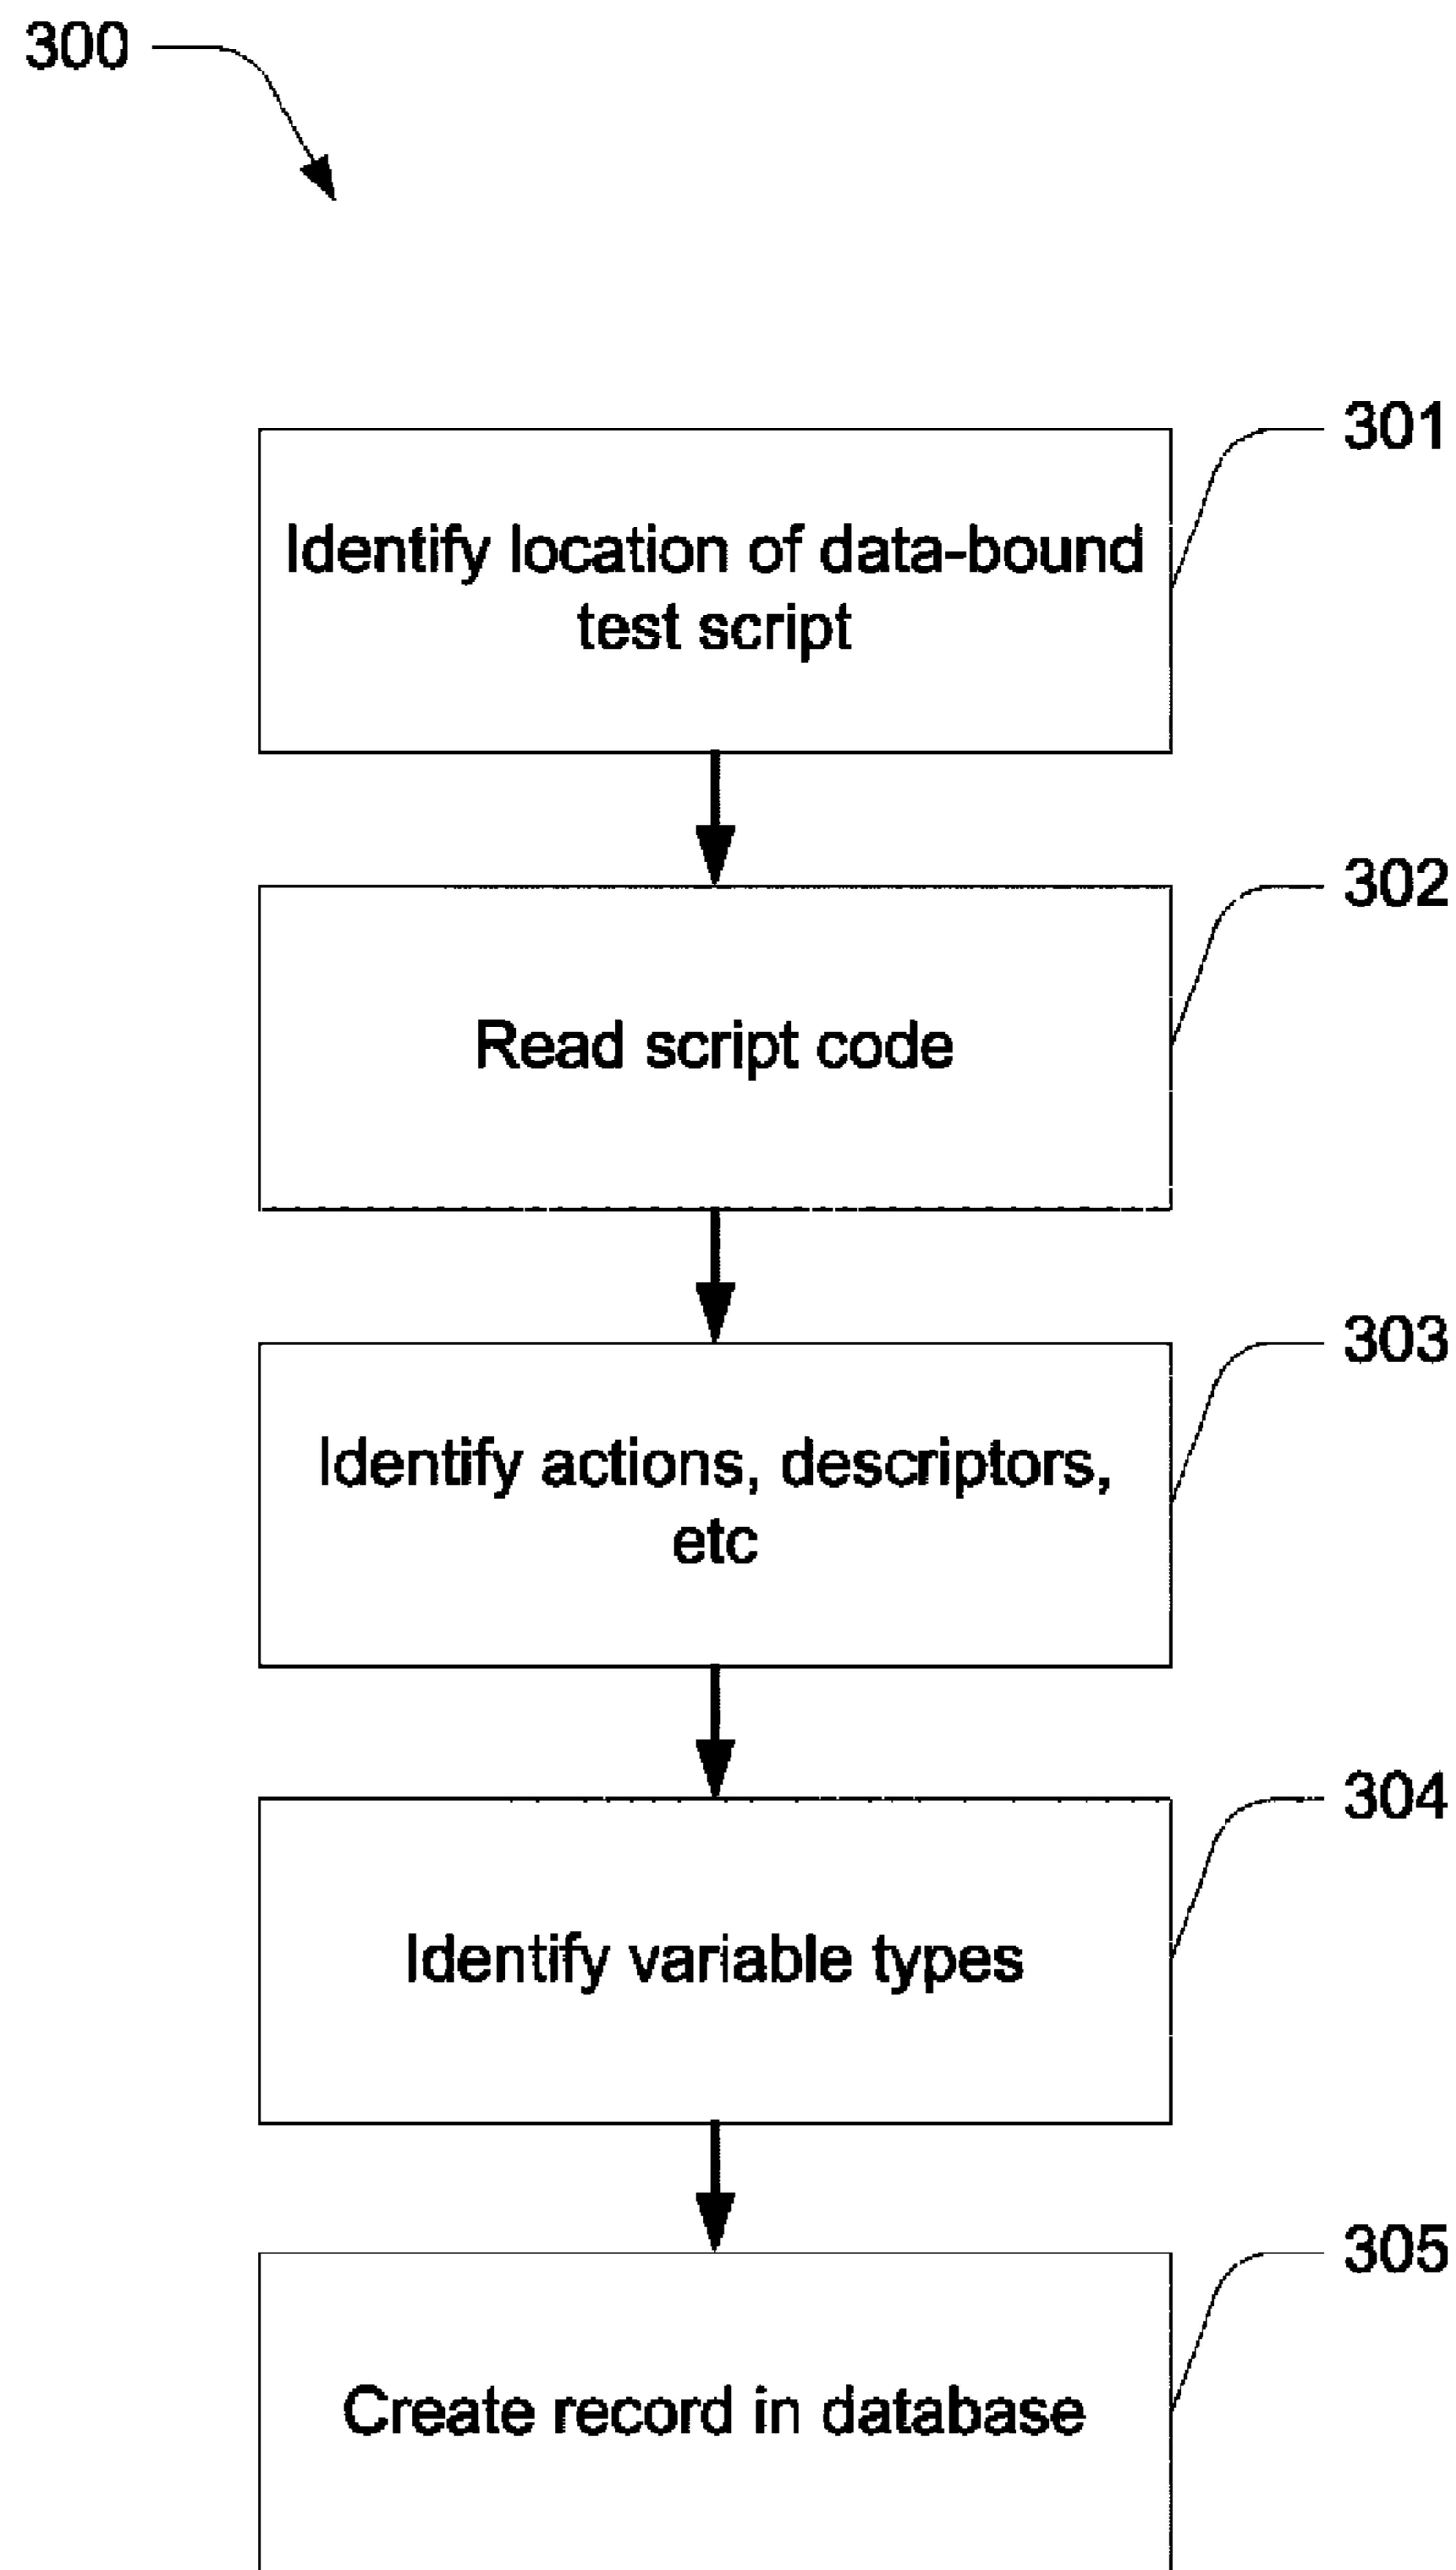 300
301
Identify location of data-bound
test script
302
Read script code
303
Identify actions, descriptors,
etc
304
Identify variable types
305
Create record in database